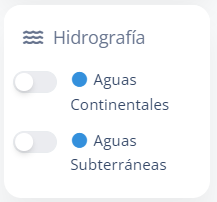 Hidrografía
Aguas
Continentales
Aguas
Subterráneas